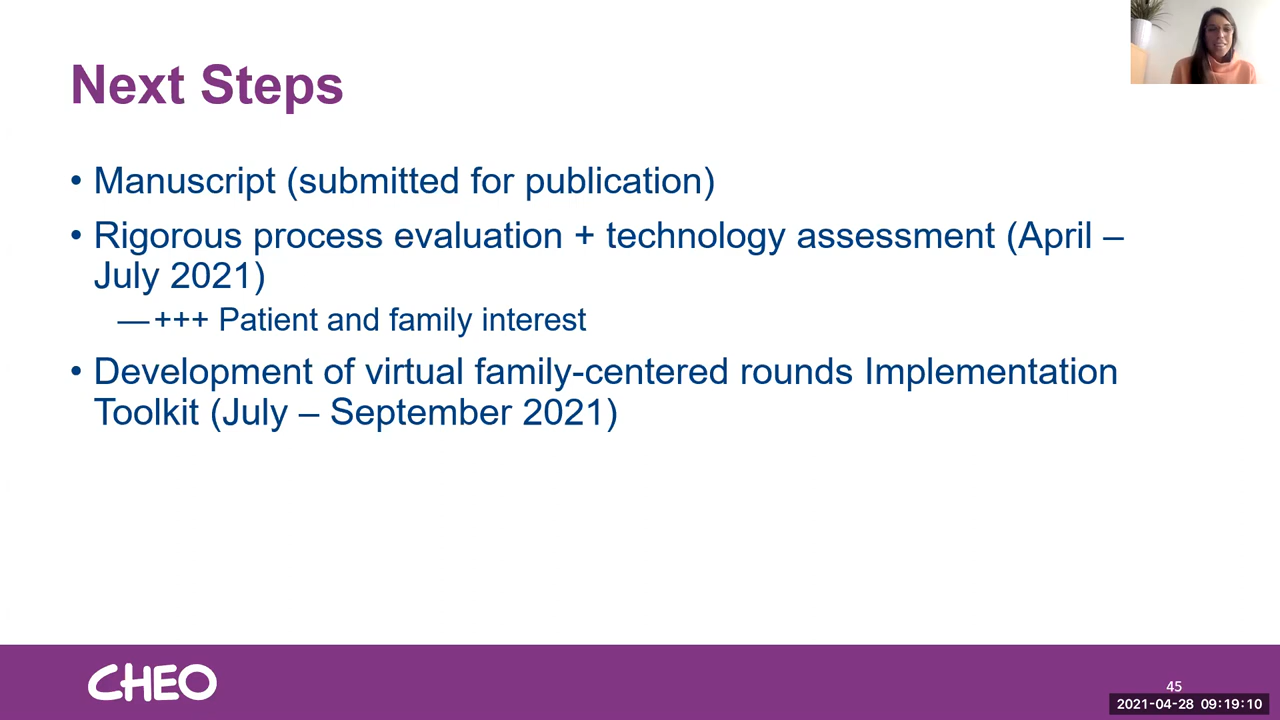 Next Steps
• Manuscript (submitted for publication)
• Rigorous process evaluation + technology assessment (April –
July 2021)
—+++ Patient and family interest
• Development of virtual family-centered rounds Implementation
Toolkit (July – September 2021)
CHEO
45
2021-04-28 09:19:10